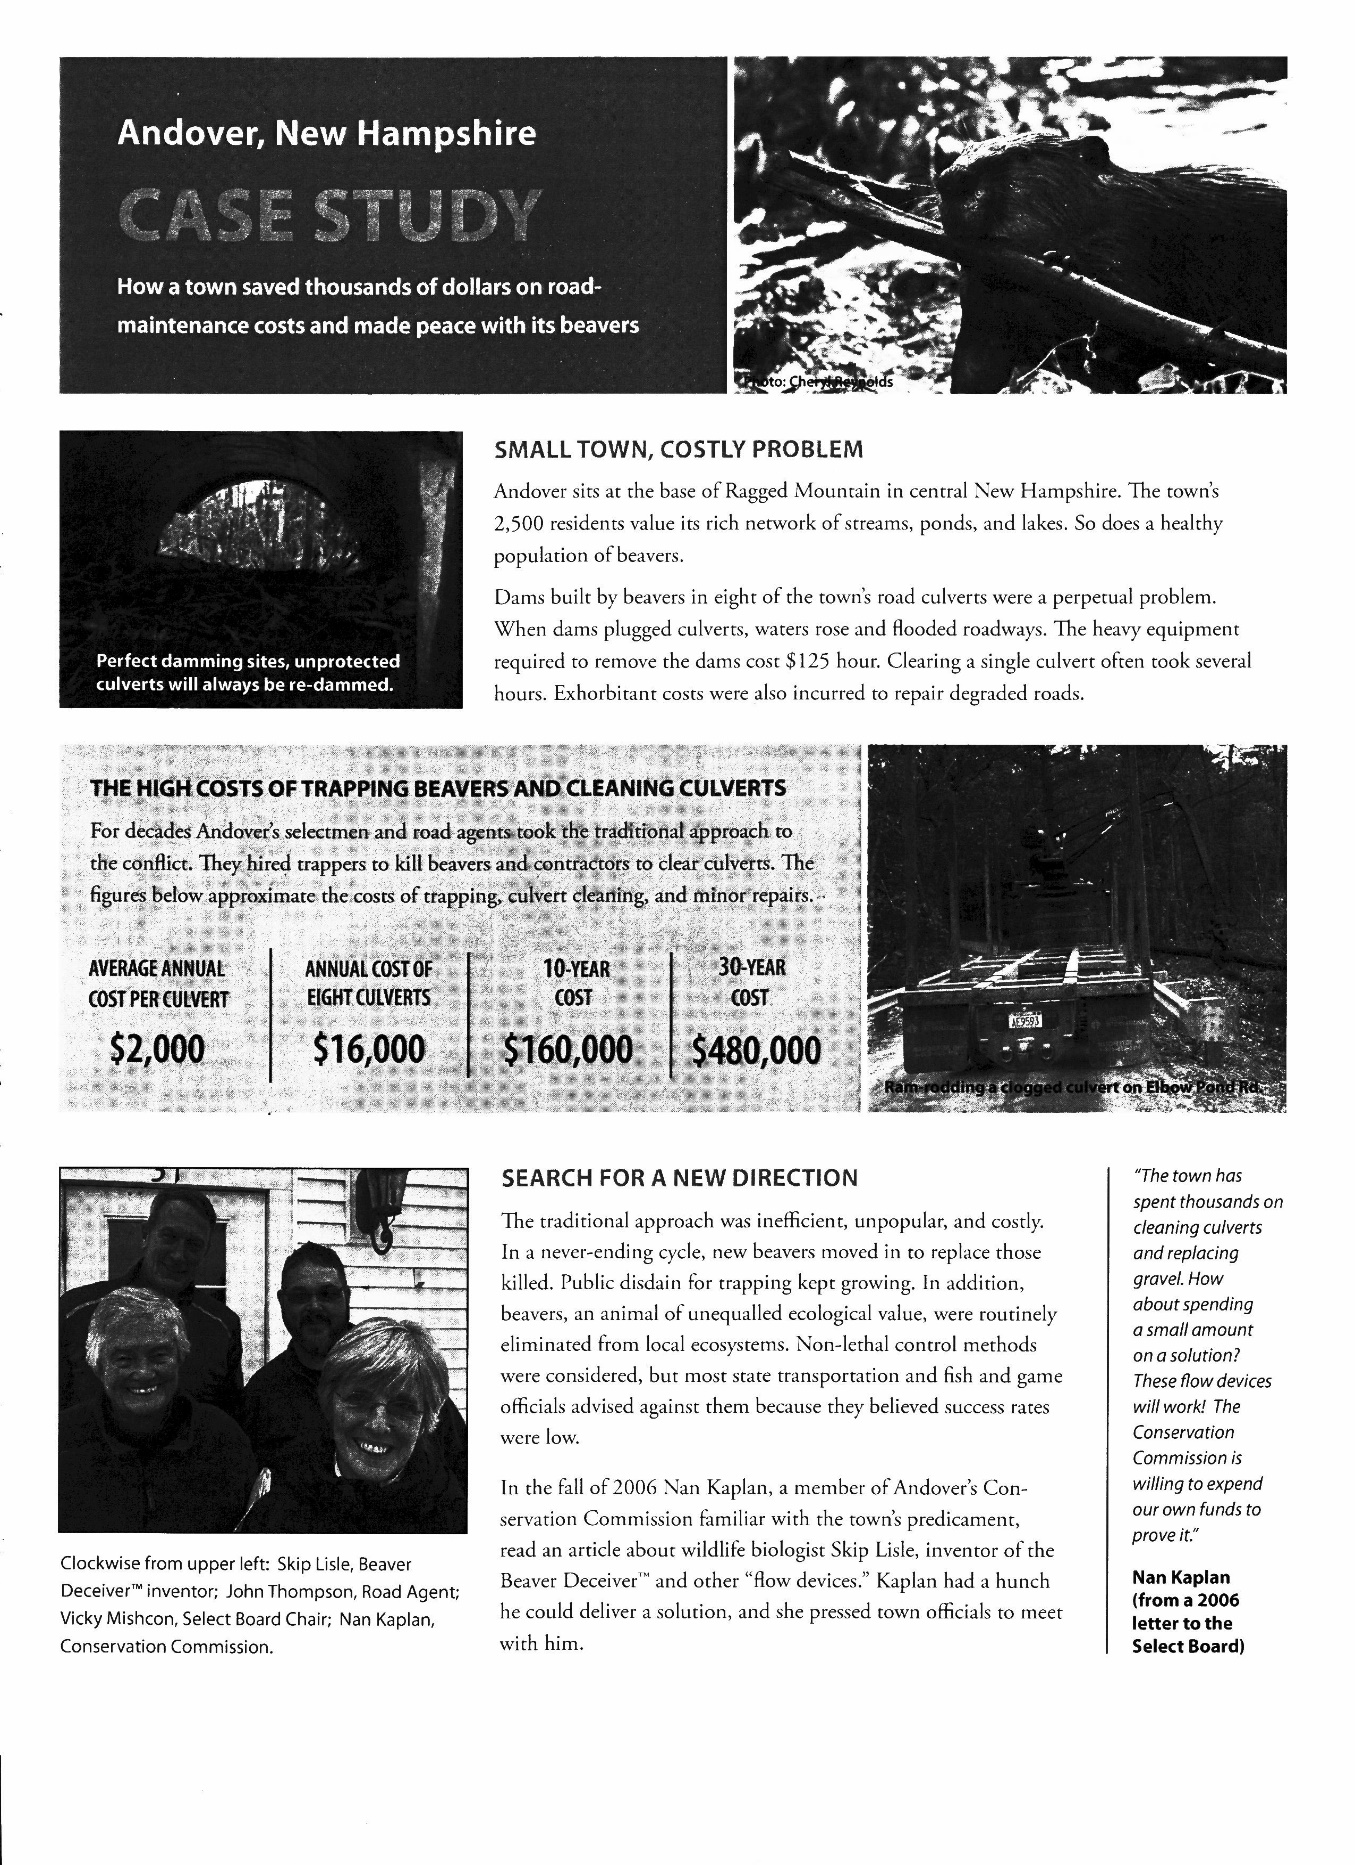 Andover, New Hampshire
CASE STUDY
How a town saved thousands of dollars on road-
maintenance costs and made peace with its beavers
Photo: Cheryl Reynolds
Perfect damming sites, unprotected
culverts will always be re-dammed.
SMALL TOWN, COSTLY PROBLEM
Andover sits at the base of Ragged Mountain in central New Hampshire. The town's
2,500 residents value its rich network of streams, ponds, and lakes. So does a healthy
population of beavers.
Dams built by beavers in eight of the town's road culverts were a perpetual problem.
When dams plugged culverts, waters rose and flooded roadways. The heavy equipment
required to remove the dams cost $125 hour. Clearing a single culvert often took several
hours. Exhorbitant costs were also incurred to repair degraded roads.
THE HIGH COSTS OF TRAPPING BEAVERS AND CLEANING CULVERTS
For decades Andover's selectmen and road agents took the traditional approach to
the conflict. They hired trappers to kill beavers and contractors to clear culverts. The
figures below approximate the costs of trapping, culvert cleaning, and minor repairs.
AVERAGE ANNUAL
COST PER CULVERT
$2,000
ANNUAL COST OF
EIGHT CULVERTS
$16,000
10-YEAR
COST
$160,000
30-YEAR
COST
$480,000
Ram-rodding a clogged culvert on Elbow Pond Rd.
Clockwise from upper left: Skip Lisle, Beaver
Deceiver™ inventor; John Thompson, Road Agent;
Vicky Mishcon, Select Board Chair; Nan Kaplan,
Conservation Commission.
SEARCH FOR A NEW DIRECTION
The traditional approach was inefficient, unpopular, and costly.
In a never-ending cycle, new beavers moved in to replace those
killed. Public disdain for trapping kept growing. In addition,
beavers, an animal of unequalled ecological value, were routinely
eliminated from local ecosystems. Non-lethal control methods
were considered, but most state transportation and fish and game
officials advised against them because they believed success rates
were low.
In the fall of 2006 Nan Kaplan, a member of Andover's Con-
servation Commission familiar with the town's predicament,
read an article about wildlife biologist Skip Lisle, inventor of the
Beaver Deceiver™ and other "flow devices." Kaplan had a hunch
he could deliver a solution, and she pressed town officials to meet
with him.
"The town has
spent thousands on
cleaning culverts
and replacing
gravel. How
about spending
a small amount
on a solution?
These flow devices
will work! The
Conservation
Commission is
willing to expend
our own funds to
prove it."
Nan Kaplan
(from a 2006
letter to the
Select Board)